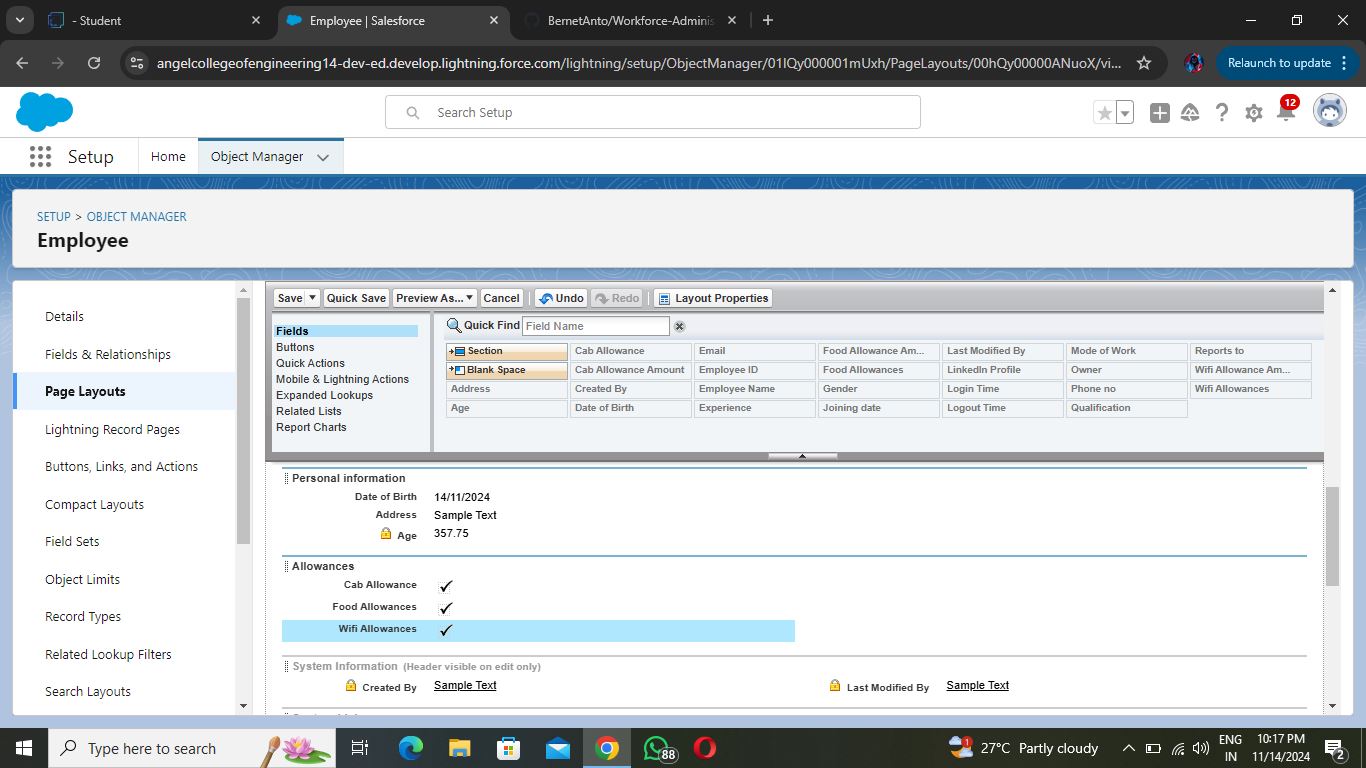 - Student
Employee | Salesforce
BernetAnto/Workforce-Adminis
angelcollegeofengineering14-dev-ed.develop.lightning.force.com/lightning/setup/ObjectManager/01IQy000001mUxh/PageLayouts/00hQy00000ANuoX/vi...
Relaunch to update
Search Setup
12
Setup
Home
Object Manager
SETUP > OBJECT MANAGER
Employee
Details
Fields & Relationships
Page Layouts
Lightning Record Pages
Buttons, Links, and Actions
Compact Layouts
Field Sets
Object Limits
Record Types
Related Lookup Filters
Search Layouts
Save Quick Save Preview As... Cancel Undo Redo Layout Properties
Fields
Buttons
Quick Actions
Mobile & Lightning Actions
Expanded Lookups
Related Lists
Report Charts
Quick Find Field Name
Section Cab Allowance Email Food Allowance Am... Last Modified By Mode of Work Reports to
Blank Space Cab Allowance Amount Employee ID Food Allowances LinkedIn Profile Owner Wifi Allowance Am...
Address Created By Employee Name Gender Login Time Phone no Wifi Allowances
Age Date of Birth Experience Joining date Logout Time Qualification
Personal information
Date of Birth 14/11/2024
Address Sample Text
Age 357.75
Allowances
Cab Allowance
Food Allowances
Wifi Allowances
System Information (Header visible on edit only)
Created By Sample Text Last Modified By Sample Text
Type here to search
88
1
27°C Partly cloudy
ENG
IN
10:17 PM
11/14/2024
2